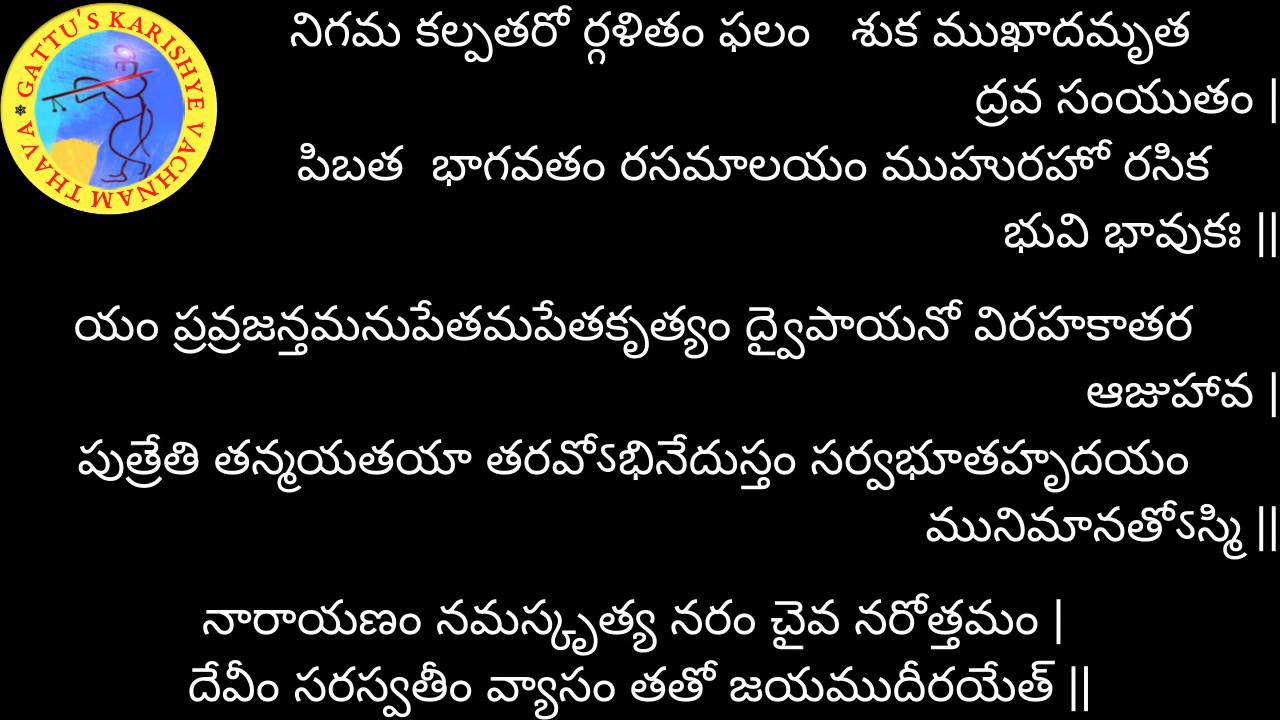 GATTU'S KARISHYE VACHNAM THAVA
నిగమ కల్పతరో ర్గళితం ఫలం శుక ముఖాదమృత
ద్రవ సంయుతం |
పిబత భాగవతం రసమాలయం ముహురహో రసిక
భువి భావుకః ||
యం ప్రవ్రజన్తమనుపేతమపేతకృత్యం ద్వైపాయనో విరహకాతర
ఆజుహావ |
పుత్రేతి తన్మయతయా తరవోఽభినేదుస్తం సర్వభూతహృదయం
మునిమానతోఽస్మి ||
నారాయణం నమస్కృత్య నరం చైవ నరోత్తమం |
దేవీం సరస్వతీం వ్యాసం తతో జయముదీరయేత్ ||